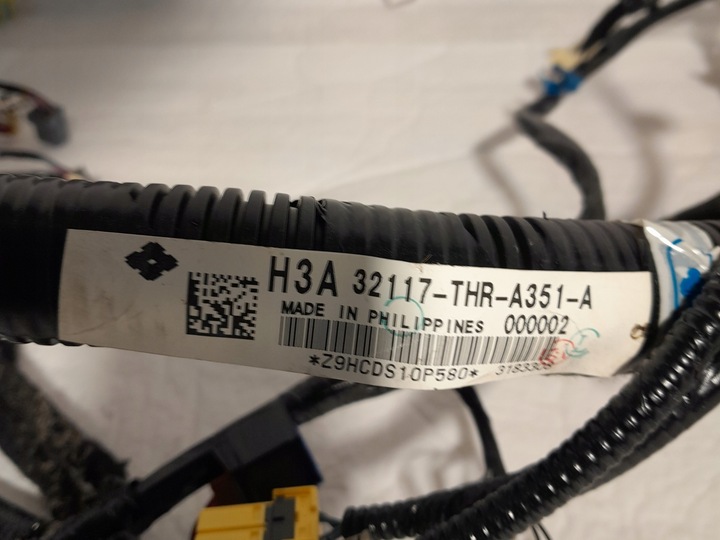 H3A 32117-THR-A351-A
MADE IN PHILIPPINES 000002
*Z9HCDS10P580*